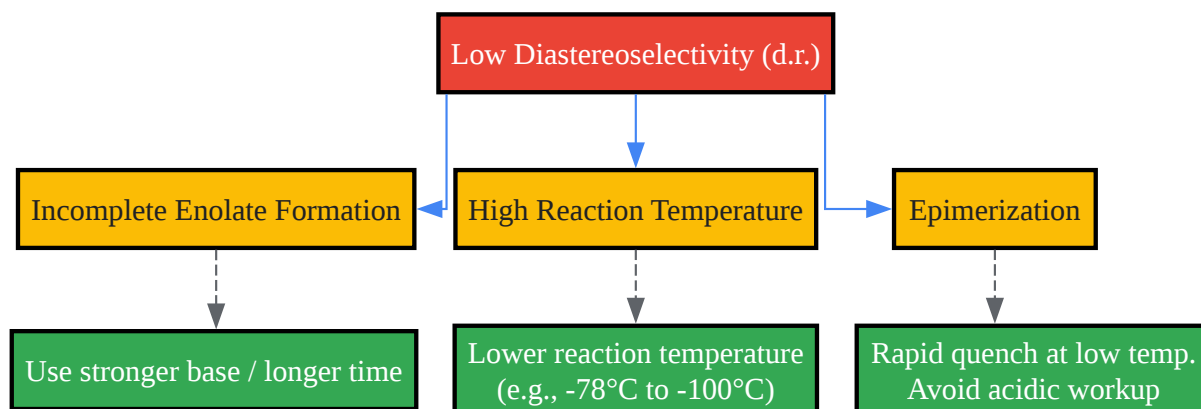 Low Diastereoselectivity (d.r.)
Incomplete Enolate Formation
High Reaction Temperature
Epimerization
Use stronger base / longer time
Lower reaction temperature
(e.g., -78°C to -100°C)
Rapid quench at low temp.
Avoid acidic workup